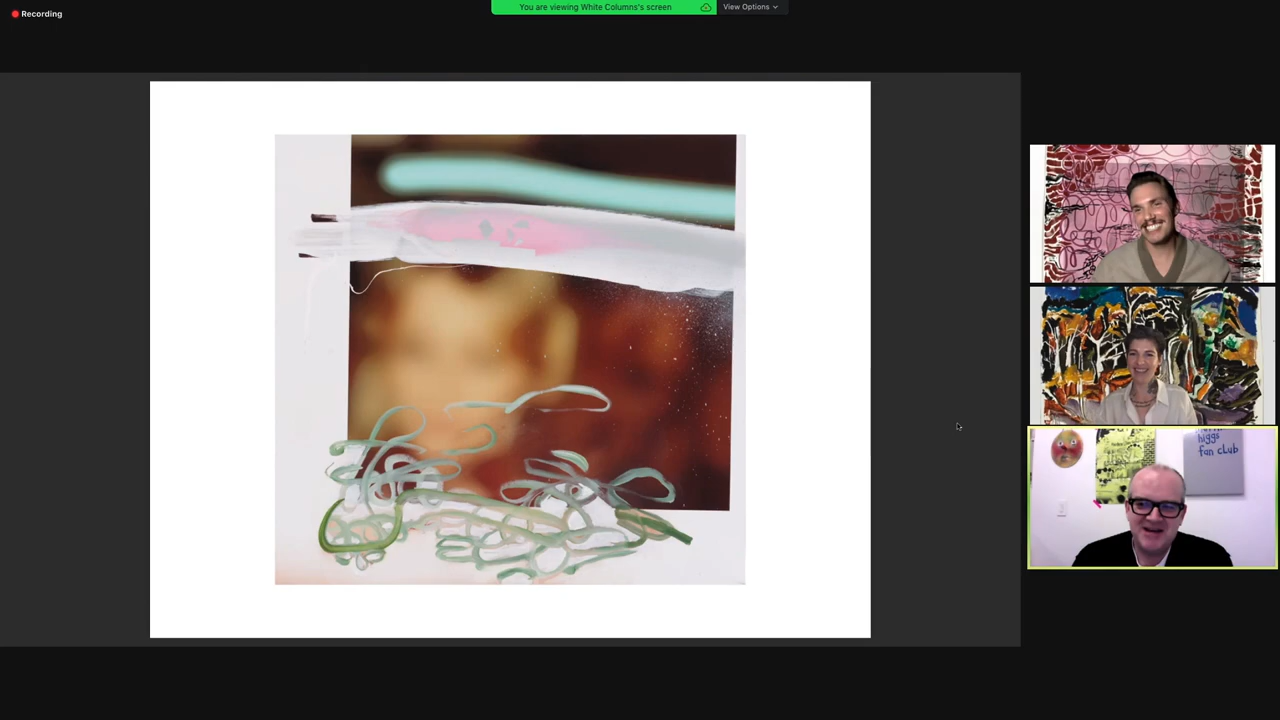 Recording
You are viewing White Columns's screen
View Options
higgs
fan club